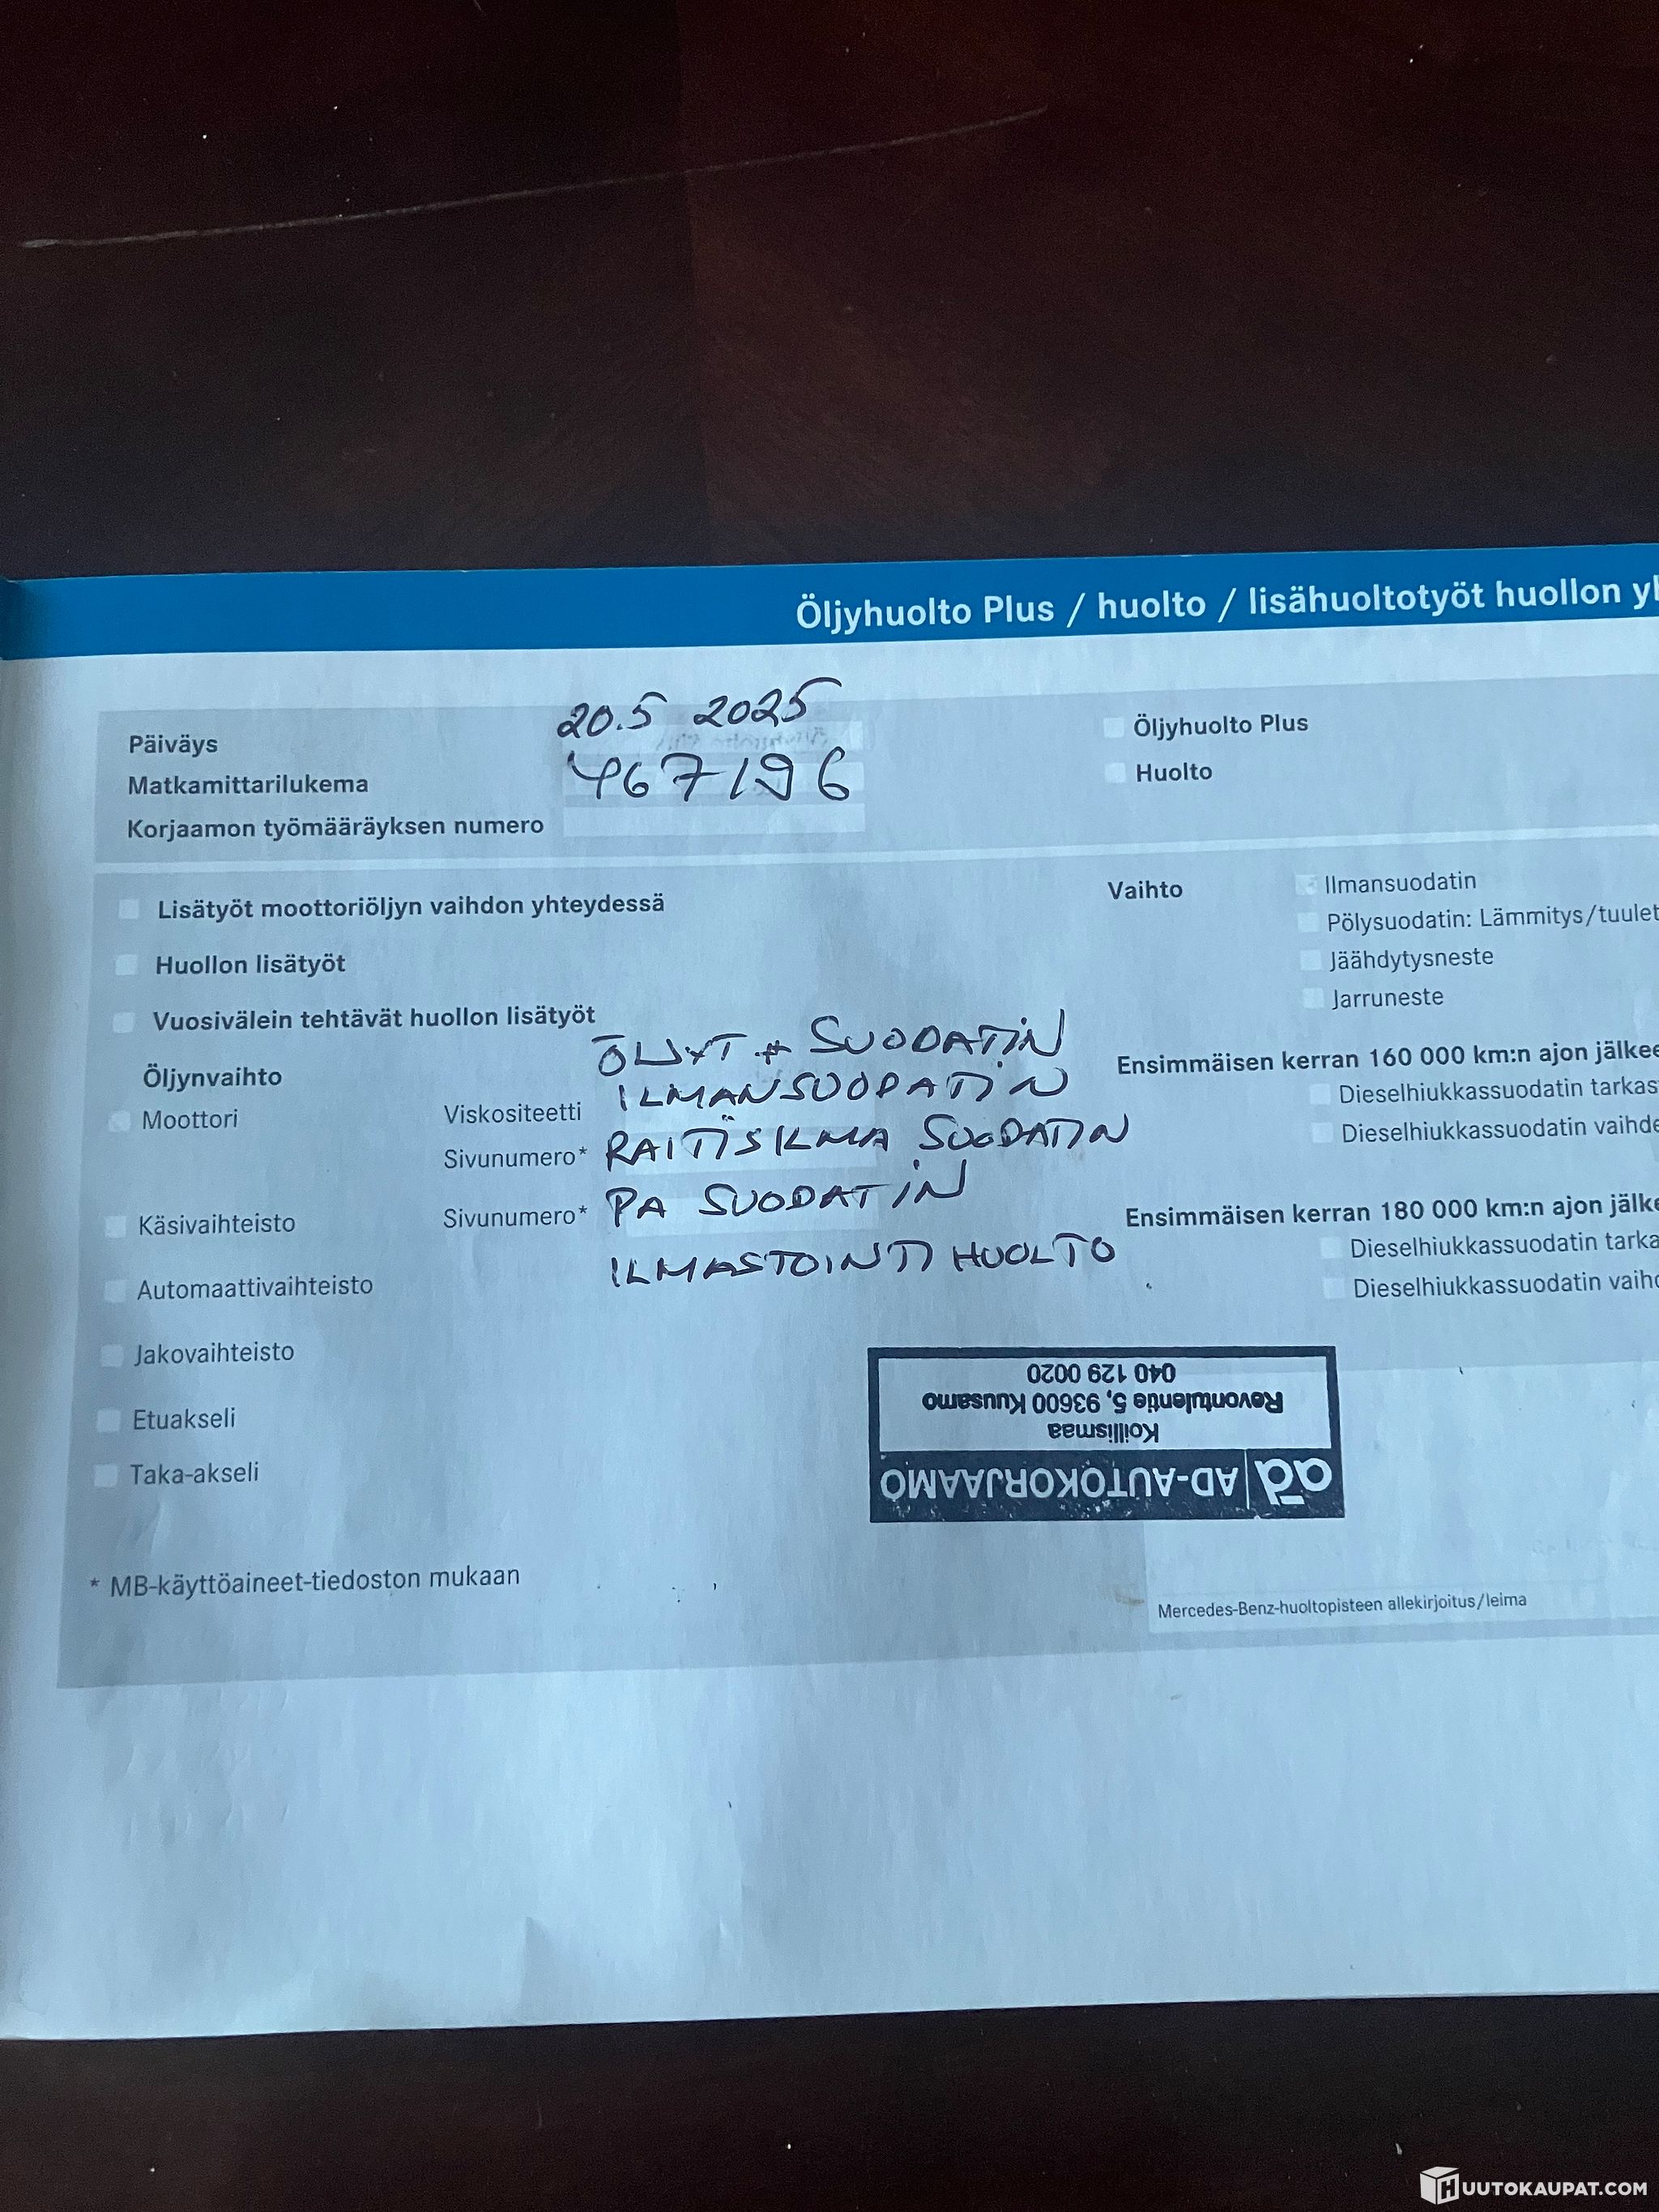 Öljyhuolto Plus / huolto / lisähuoltotyöt huollon
Päiväys 20.5 2025
Matkamittarilukema 467196
Korjaamon työmääräyksen numero
Öljyhuolto Plus
Huolto
Lisätyöt moottoriöljyn vaihdon yhteydessä
Huollon lisätyöt
Vuosivälein tehtävät huollon lisätyöt
Öljynvaihto
Moottori
Viskositeetti
Sivunumero*
Käsivaihteisto
Sivunumero*
Automaattivaihteisto
Jakovaihteisto
Etuakseli
Taka-akseli
ÖLJYT + SUODATIN
ILMANSUODATIN
RAITISILMA SUODATIN
PA SUODATIN
ILMASTOINTI HUOLTO
Vaihto
Ilmansuodatin
Pölysuodatin: Lämmitys/tuulet
Jäähdytysneste
Jarruneste
Ensimmäisen kerran 160 000 km:n ajon jälkee
Dieselhiukkassuodatin tarkas
Dieselhiukkassuodatin vaihde
Ensimmäisen kerran 180 000 km:n ajon jälke
Dieselhiukkassuodatin tarka
Dieselhiukkassuodatin vaih
ad AD-AUTOKORJAAMO
Koillismaa
Revontulentie 5, 93600 Kuusamo
040 129 0020
* MB-käyttöaineet-tiedoston mukaan
Mercedes-Benz-huoltopisteen allekirjoitus/leima
HUUTOKAUPAT.COM